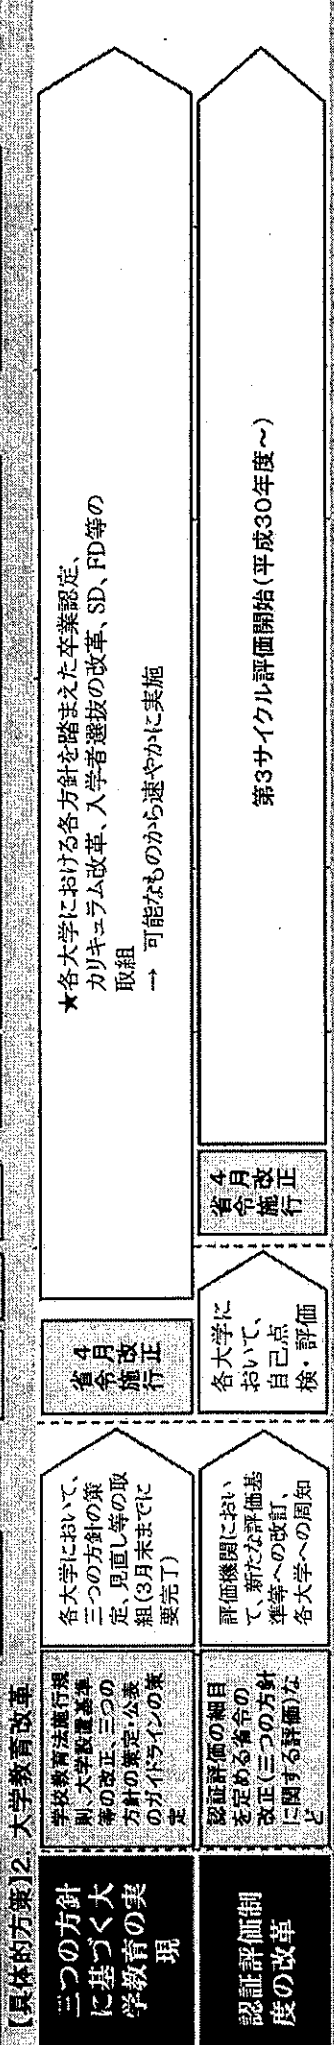 【具体的方策】2. 大学教育改革
三つの方針
に基づく大
学教育の実
現
学校教育法施行規
則、大学設置基準
等の改正、三つの
方針の策定・公表
のガイドラインの策
定
各大学において、
三つの方針の策
定、見直し等の取
組(3月末までに
要完了)
4月改正
省令施行
★各大学における各方針を踏まえた卒業認定、
カリキュラム改革、入学者選抜の改革、SD、FD等の
取組
→ 可能なものから速やかに実施
認証評価制
度の改革
認証評価の細目
を定める省令の
改正(三つの方針
に関する評価)な
ど
評価機関におい
て、新たな評価基
準等への改訂、
各大学への周知
各大学に
おいて、
自己点
検・評価
4月改正
省令施行
第3サイクル評価開始(平成30年度~)